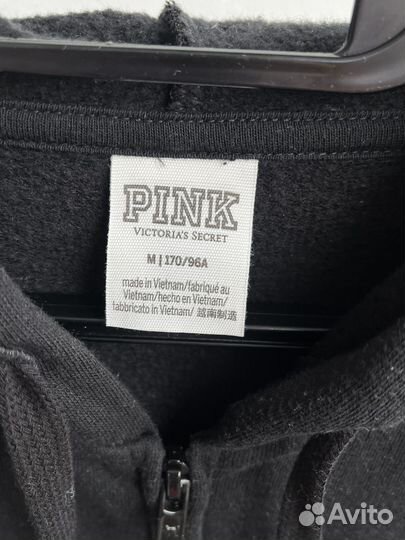 PINK
VICTORIA'S SECRET
M | 170/96A
made in Vietnam/fabriqué au
Vietnam/hecho en Vietnam/
fabbricato in Vietnam/ 越南制造
Avito